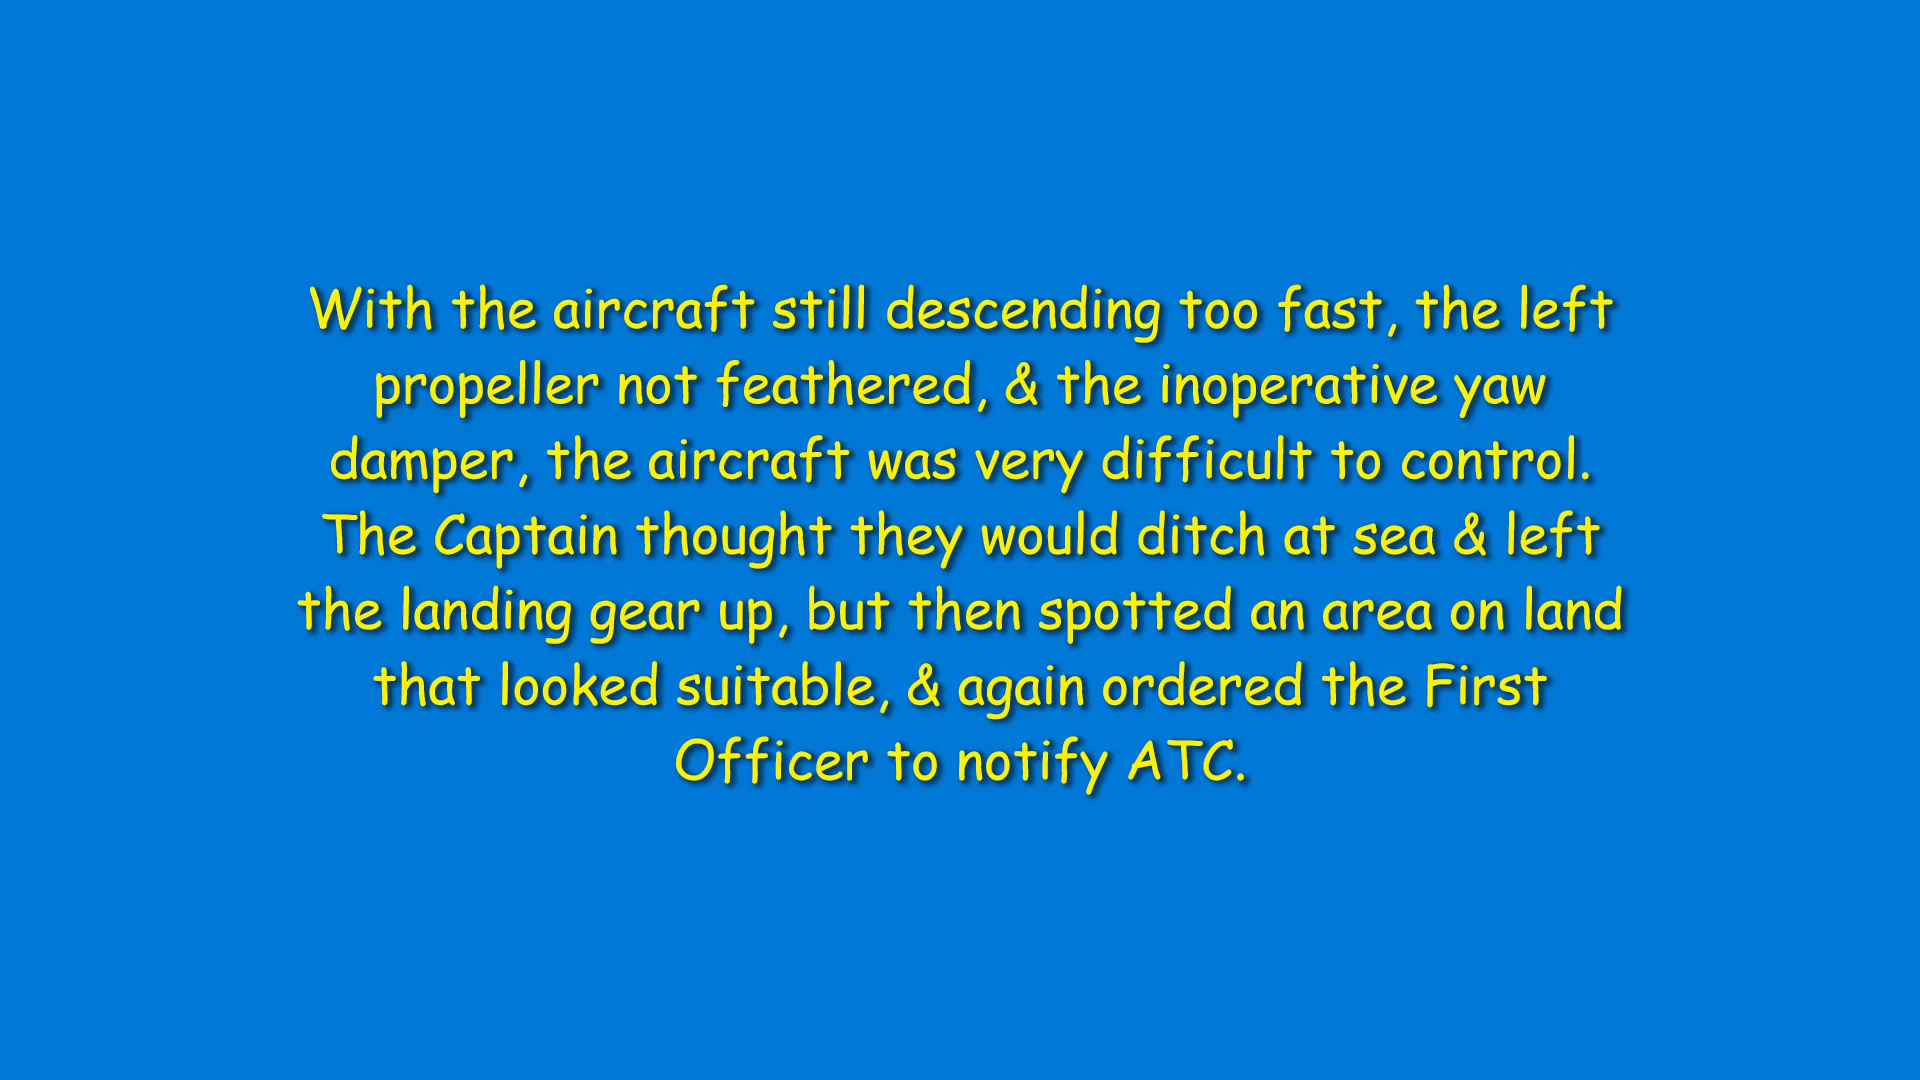 With the aircraft still descending too fast, the left
propeller not feathered, & the inoperative yaw
damper, the aircraft was very difficult to control.
The Captain thought they would ditch at sea & left
the landing gear up, but then spotted an area on land
that looked suitable, & again ordered the First
Officer to notify ATC.